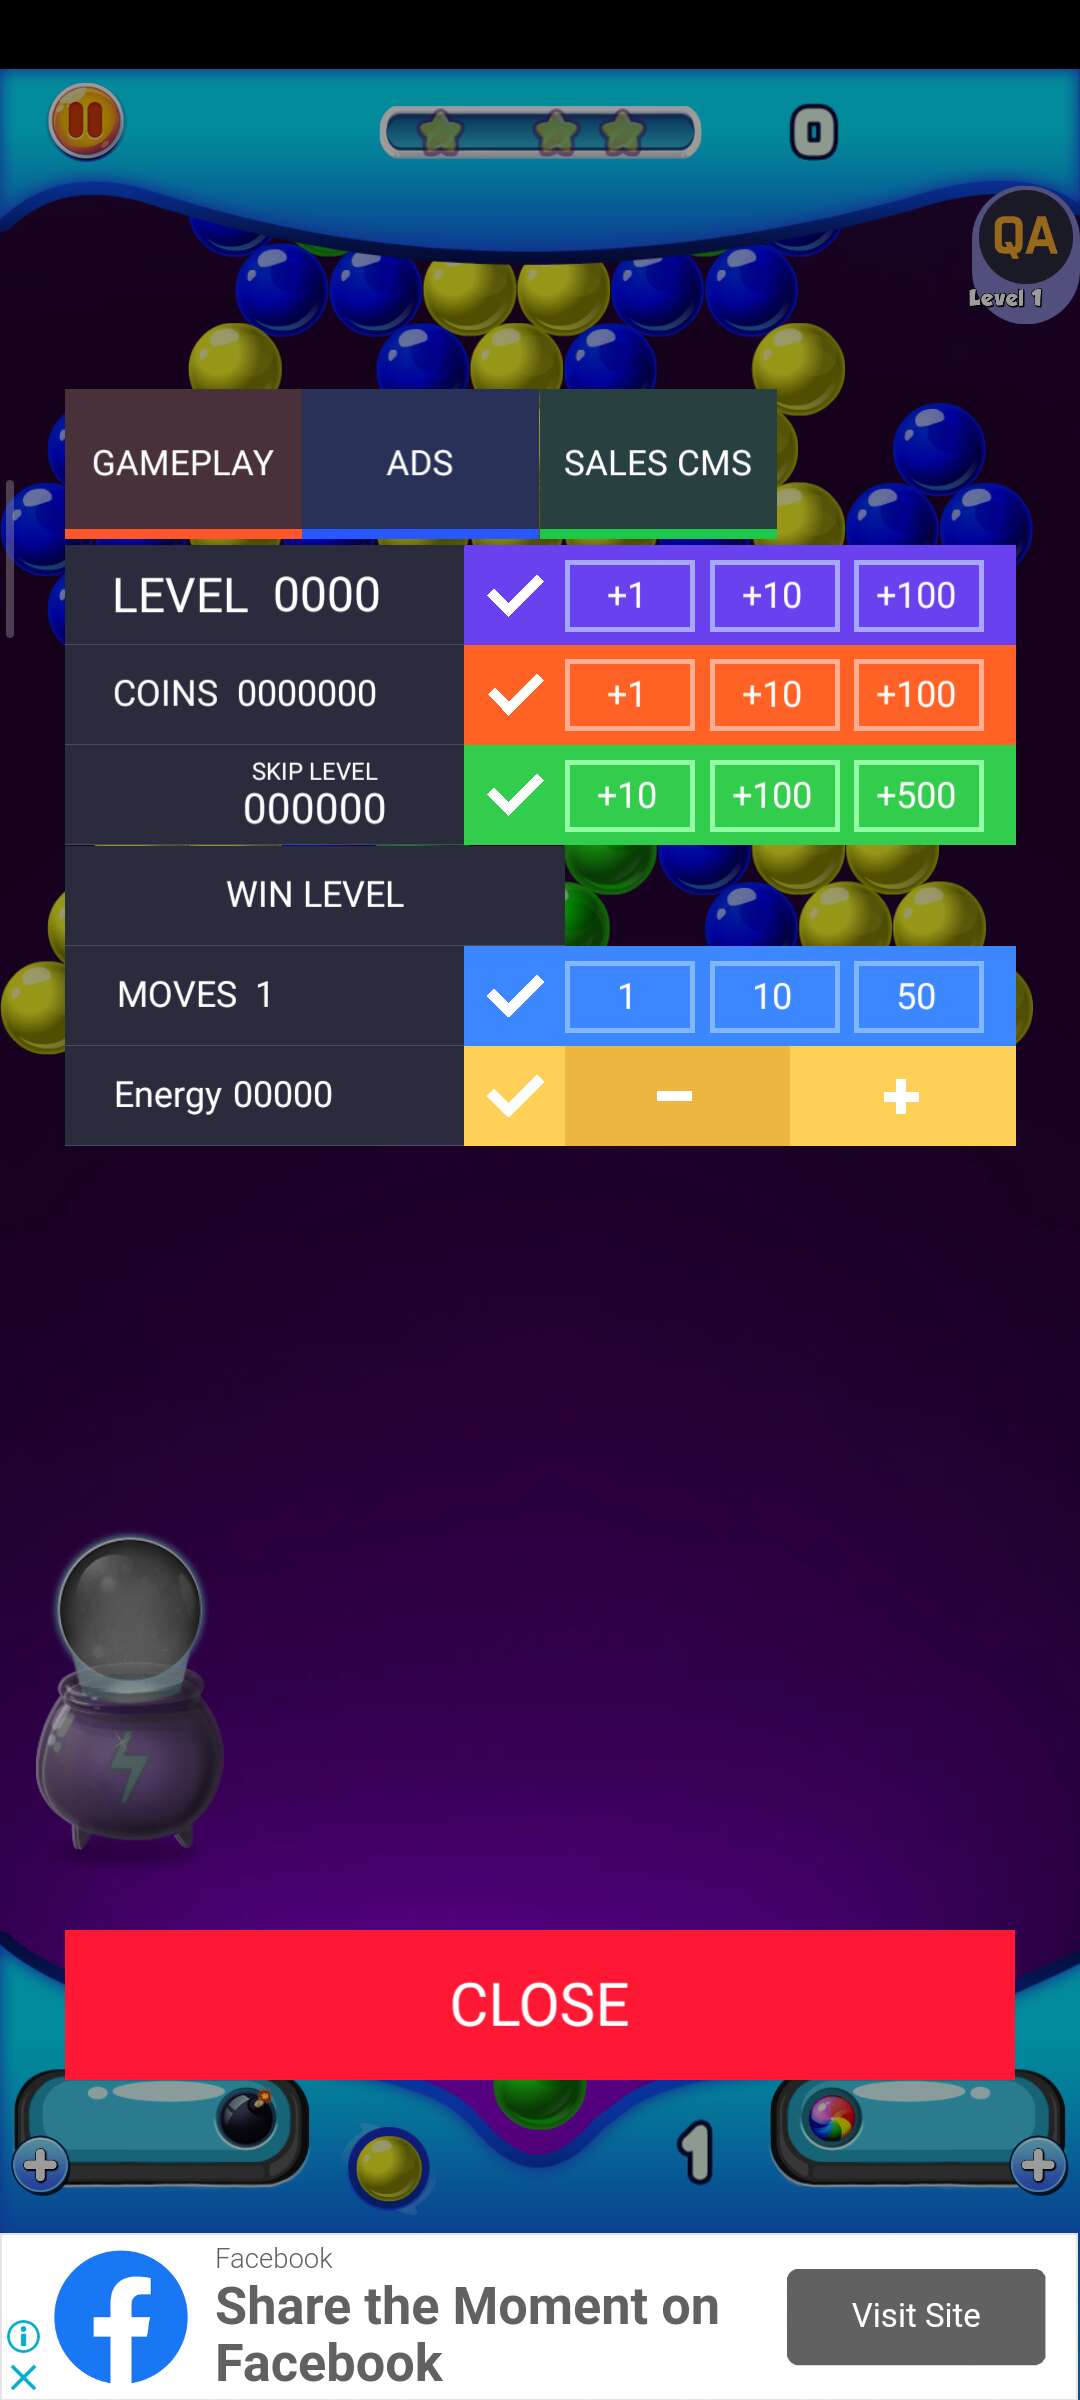 0
QA
Level 1
GAMEPLAY
ADS
SALES CMS
LEVEL 0000
+1
+10
+100
COINS 0000000
+1
+10
+100
SKIP LEVEL
000000
+10
+100
+500
WIN LEVEL
MOVES 1
1
10
50
Energy 00000
CLOSE
1
Facebook
Share the Moment on
Facebook
Visit Site